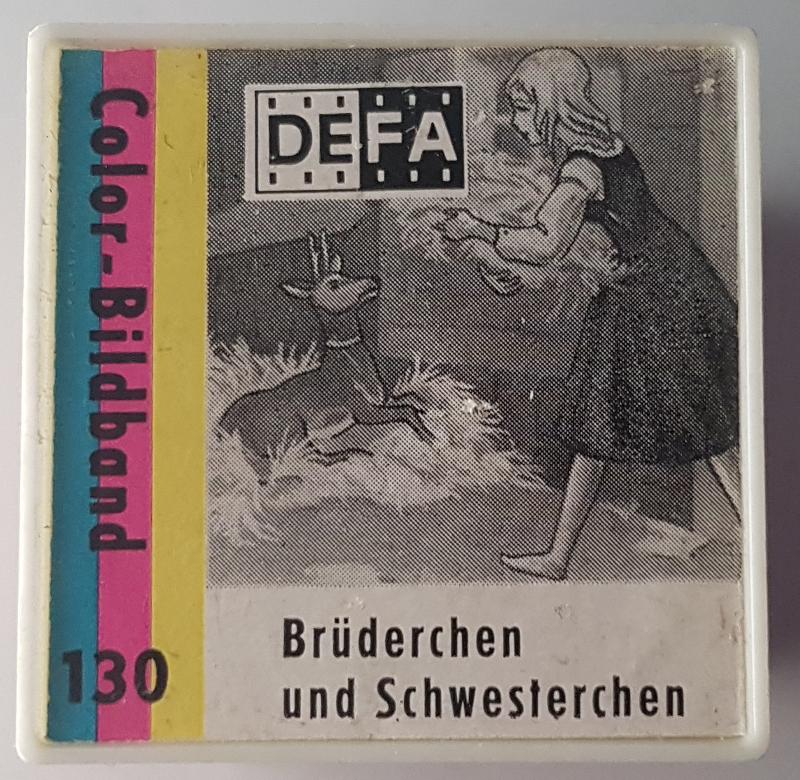 DEFA
Color-Bildband
130
Brüderchen
und Schwesterchen